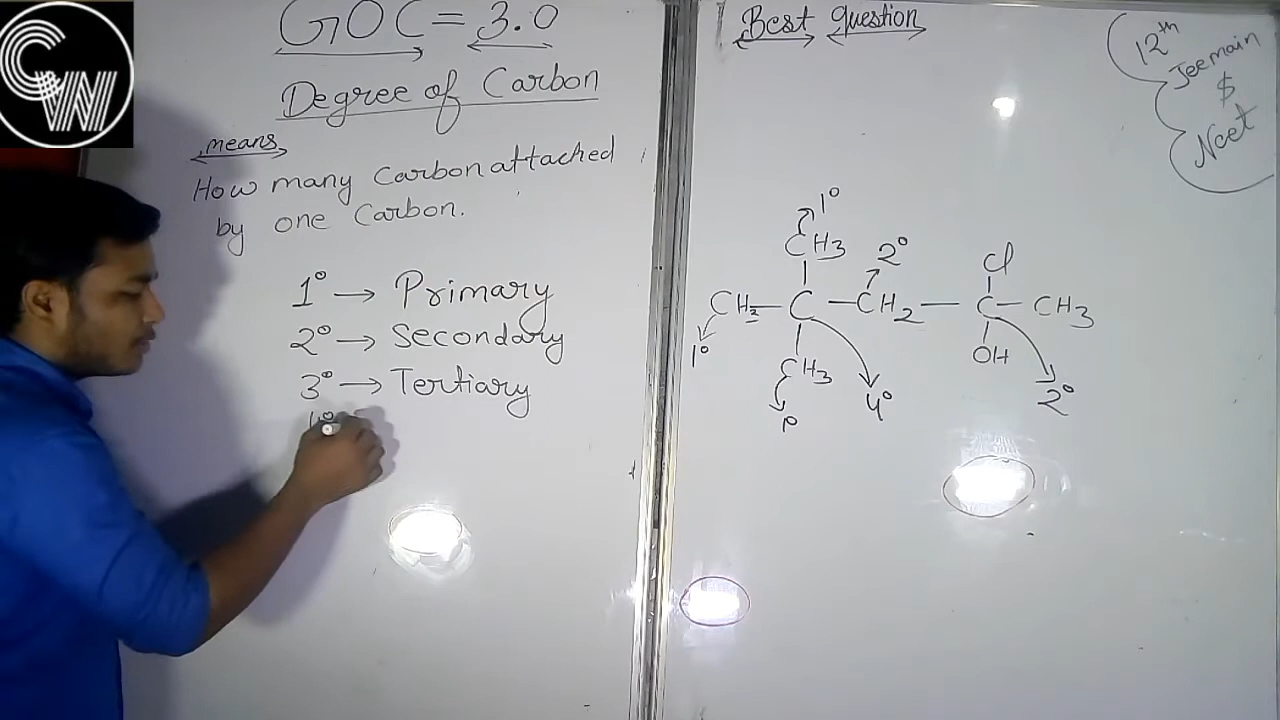 GOC = 3.0
Degree of Carbon
means
How many Carbon attached
by one Carbon.
1° → Primary
2° → Secondary
3° → Tertiary
4°
Best question
12th
Jee main
$
Neet
1°
CH3
2°
Cl
CH3 — C — CH2 — C — CH3
1°
CH3
OH
1°
4°
2°
CW